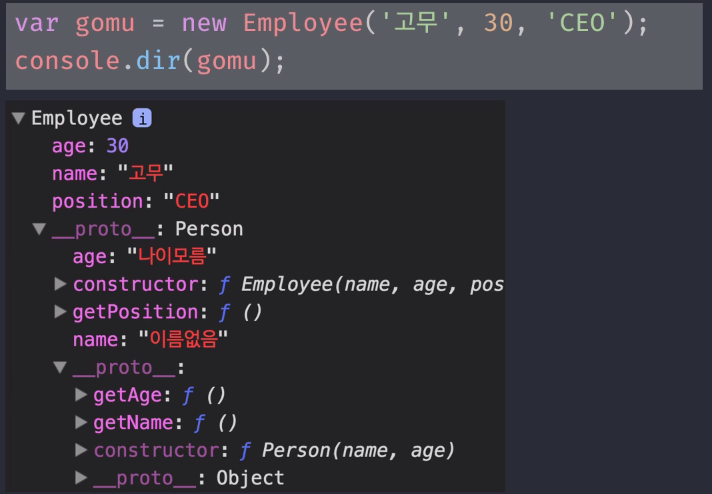 var gomu = new Employee('고무', 30, 'CEO');
console.dir(gomu);
▼ Employee i
age: 30
name: "고무"
position: "CEO"
▼ __proto__: Person
age: "나이모름"
▶ constructor: ƒ Employee(name, age, pos
▶ getPosition: ƒ ()
name: "이름없음"
▼ __proto__:
▶ getAge: ƒ ()
▶ getName: ƒ ()
▶ constructor: ƒ Person(name, age)
▶ __proto__: Object